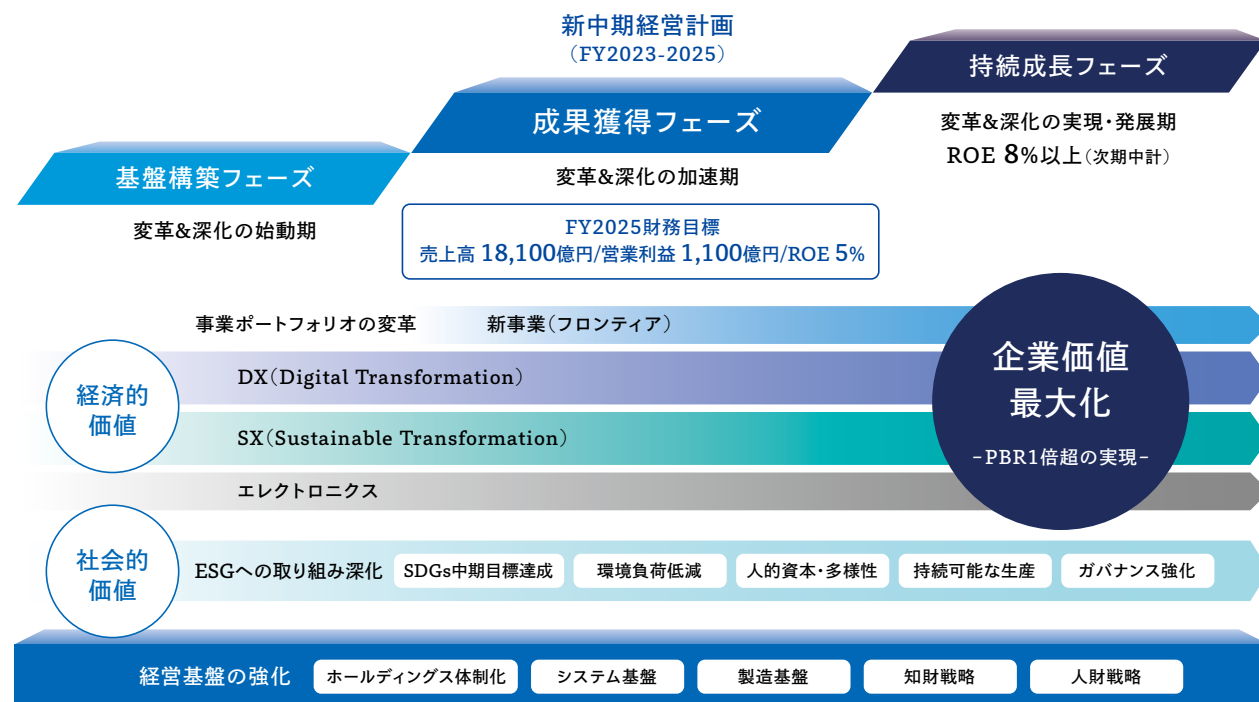 新中期経営計画
（FY2023-2025）
持続成長フェーズ
成果獲得フェーズ
基盤構築フェーズ
変革&深化の実現・発展期
ROE 8%以上（次期中計）
変革&深化の加速期
変革&深化の始動期
FY2025財務目標
売上高 18,100億円/営業利益 1,100億円/ROE 5%
事業ポートフォリオの変革
新事業（フロンティア）
DX（Digital Transformation）
SX（Sustainable Transformation）
エレクトロニクス
経済的
価値
企業価値
最大化
–PBR1倍超の実現–
社会的
価値
ESGへの取り組み深化
SDGs中期目標達成
環境負荷低減
人的資本・多様性
持続可能な生産
ガバナンス強化
経営基盤の強化
ホールディングス体制化
システム基盤
製造基盤
知財戦略
人財戦略